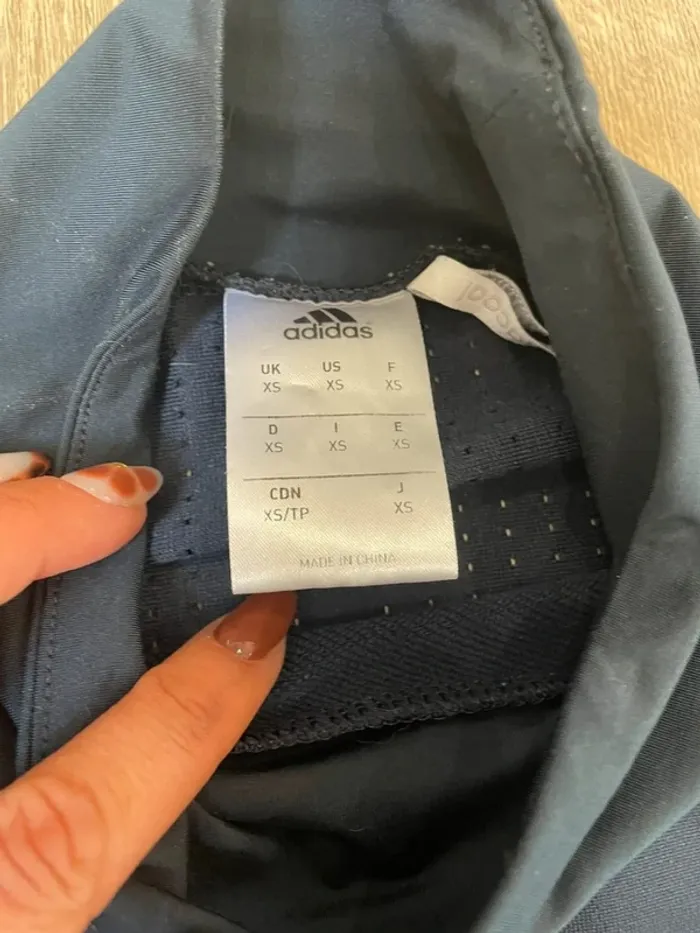 adidas
UK US F
XS XS XS
D I E
XS XS XS
CDN J
XS/TP XS
MADE IN CHINA